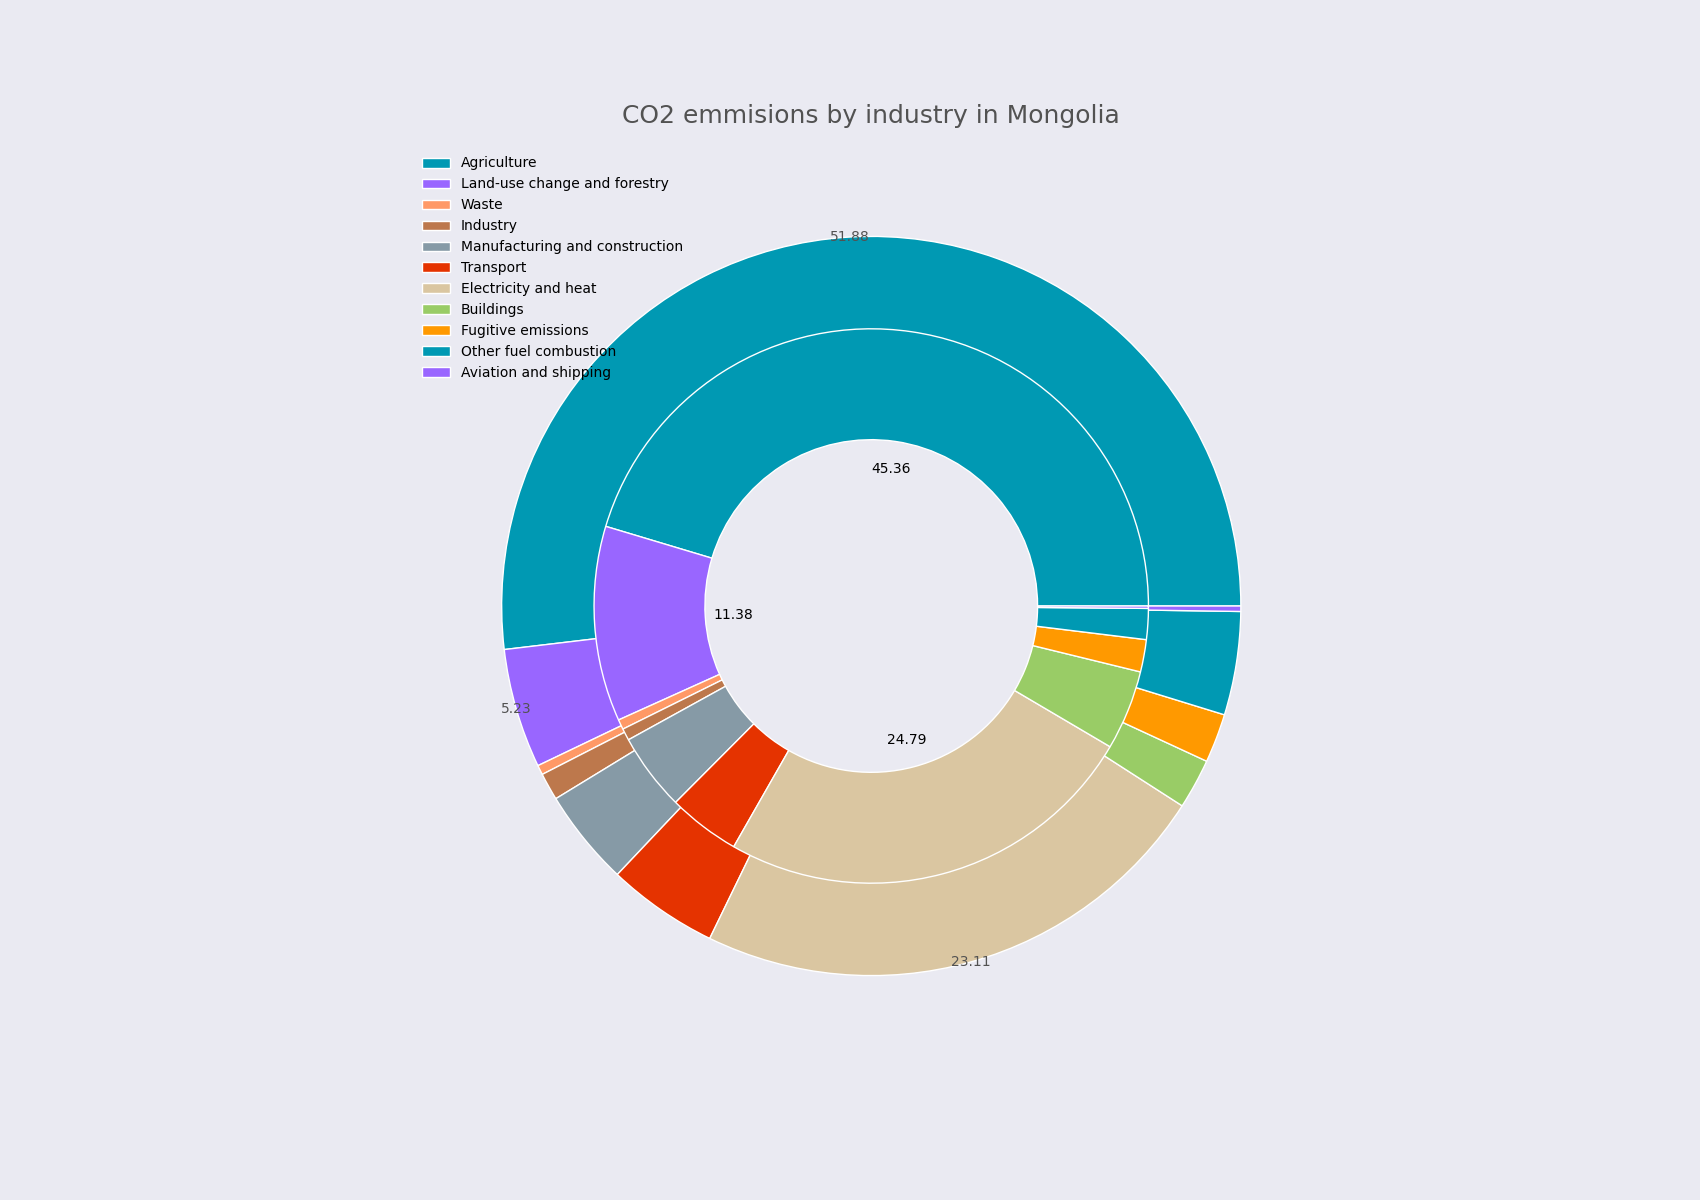 CO2 emmisions by industry in Mongolia
Agriculture
Land-use change and forestry
Waste
Industry
Manufacturing and construction
Transport
Electricity and heat
Buildings
Fugitive emissions
Other fuel combustion
Aviation and shipping
51.88
45.36
11.38
5.23
24.79
23.11